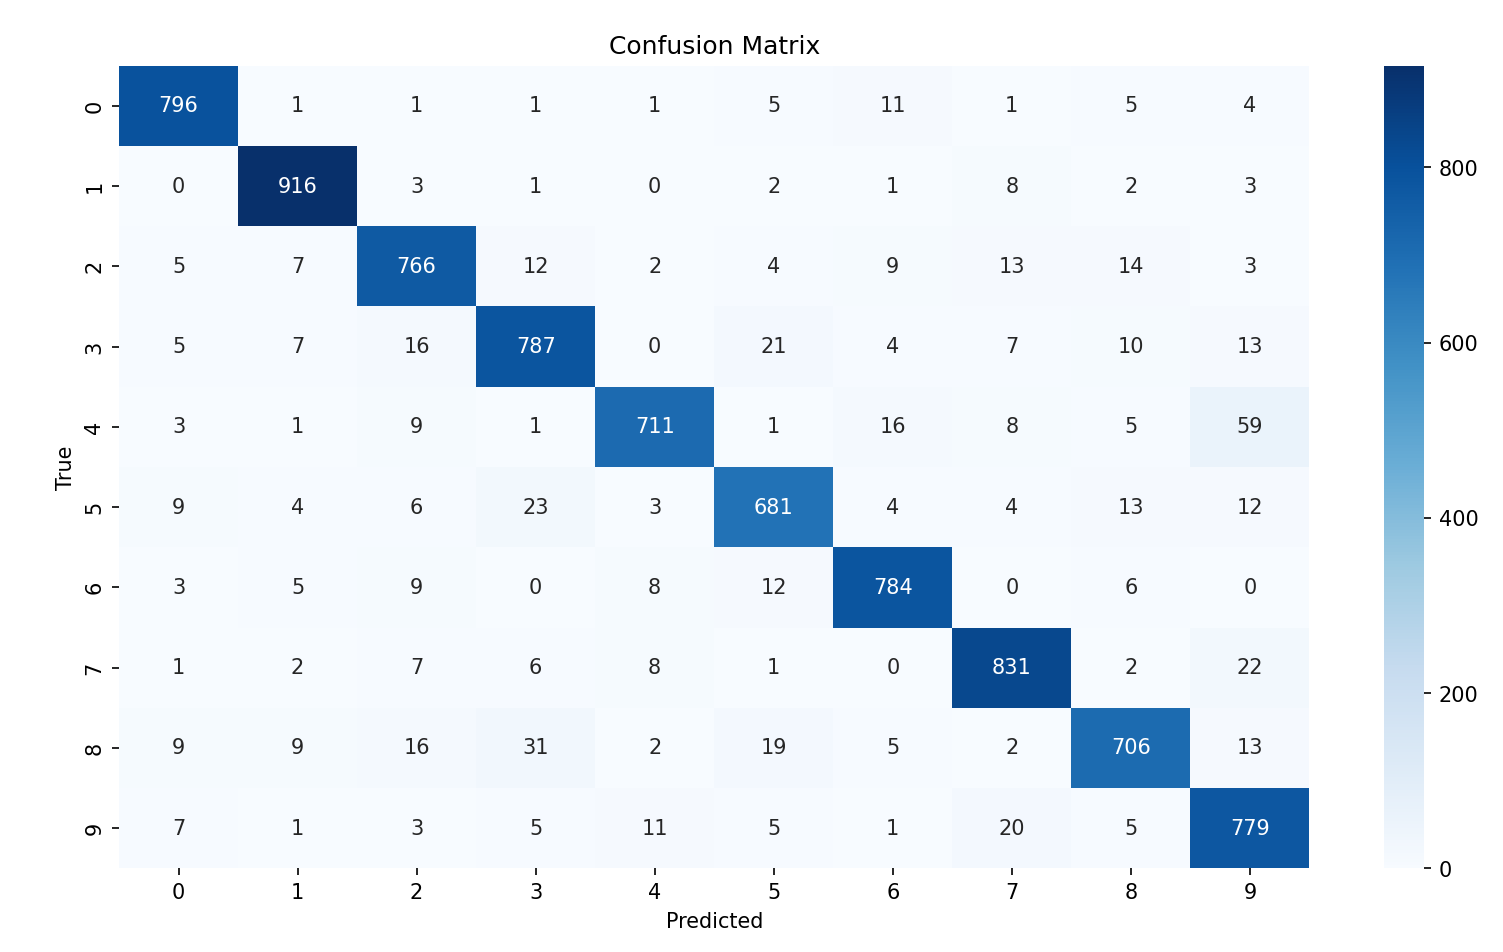 Confusion Matrix
0 796 1 1 1 1 5 11 1 5 4
1 0 916 3 1 0 2 1 8 2 3
2 5 7 766 12 2 4 9 13 14 3
3 5 7 16 787 0 21 4 7 10 13
4 3 1 9 1 711 1 16 8 5 59
5 9 4 6 23 3 681 4 4 13 12
6 3 5 9 0 8 12 784 0 6 0
7 1 2 7 6 8 1 0 831 2 22
8 9 9 16 31 2 19 5 2 706 13
9 7 1 3 5 11 5 1 20 5 779
0 1 2 3 4 5 6 7 8 9
Predicted
True
800
600
400
200
0